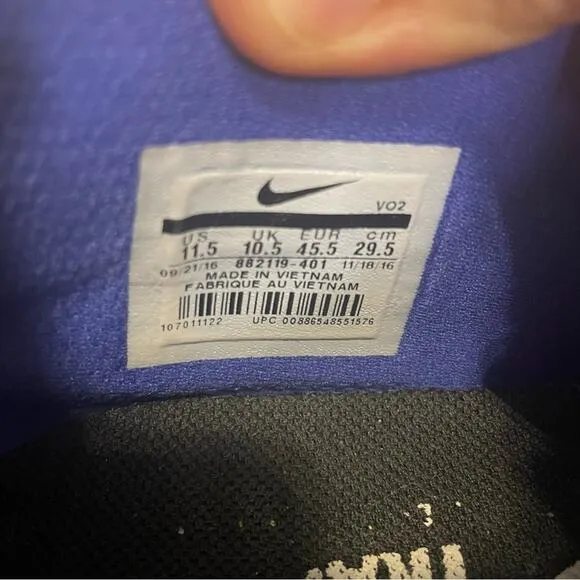 VO2
US UK EUR cm
11.5 10.5 45.5 29.5
09/21/16 882119-401 11/18/16
MADE IN VIETNAM
FABRIQUE AU VIETNAM
107011122 UPC 00886548551576